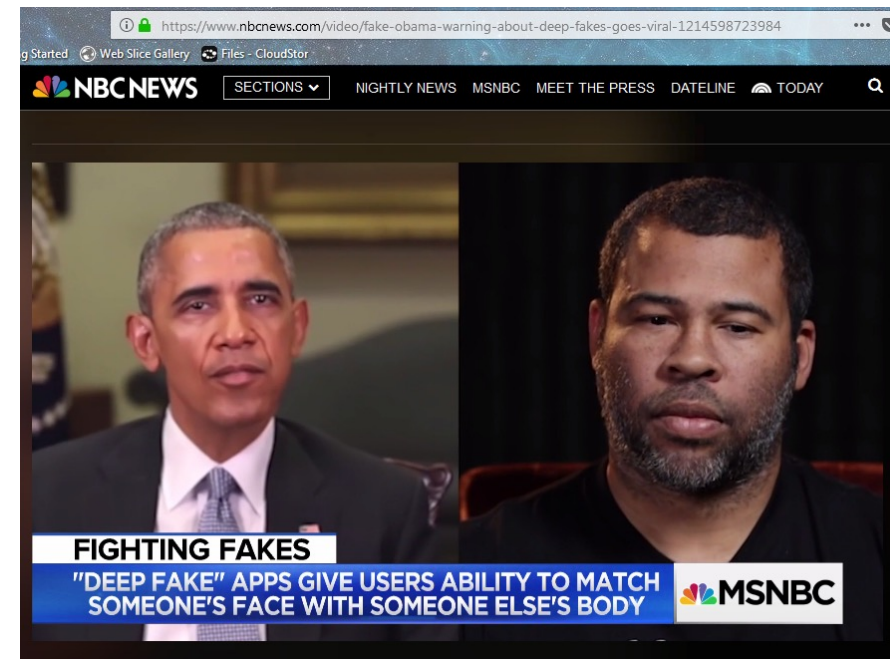 https://www.nbcnews.com/video/fake-obama-warning-about-deep-fakes-goes-viral-1214598723984
g Started Web Slice Gallery Files - CloudStor
NBC NEWS SECTIONS NIGHTLY NEWS MSNBC MEET THE PRESS DATELINE TODAY
FIGHTING FAKES
"DEEP FAKE" APPS GIVE USERS ABILITY TO MATCH
SOMEONE'S FACE WITH SOMEONE ELSE'S BODY
MSNBC